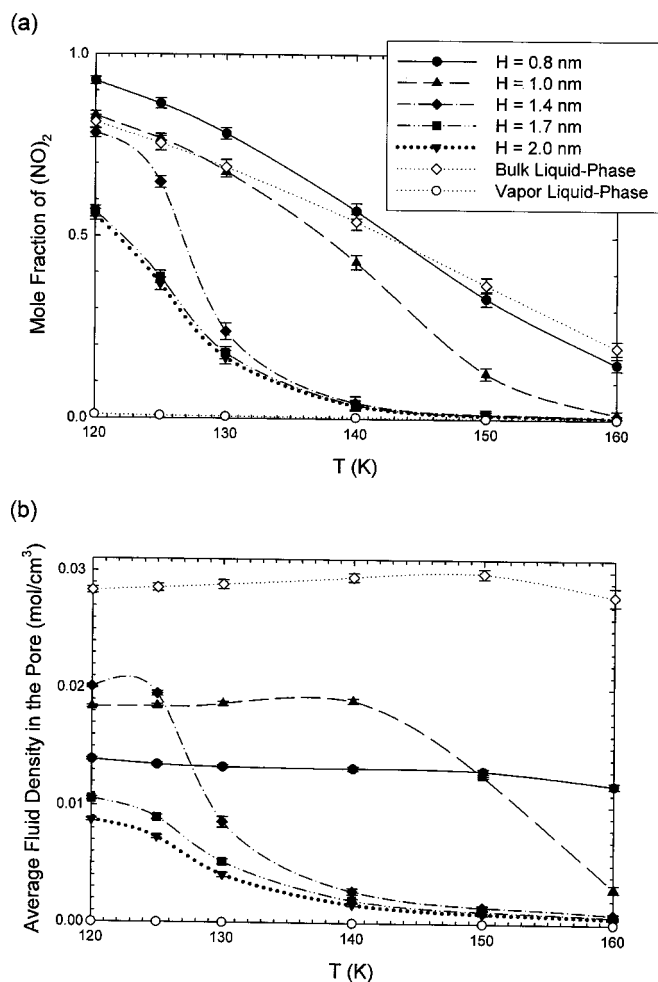 (a)
Mole Fraction of (NO)2
1.0
0.5
0.0
120
130
140
150
160
T (K)
H = 0.8 nm
H = 1.0 nm
H = 1.4 nm
H = 1.7 nm
H = 2.0 nm
Bulk Liquid-Phase
Vapor Liquid-Phase
(b)
Average Fluid Density in the Pore (mol/cm³)
0.03
0.02
0.01
0.00
120
130
140
150
160
T (K)